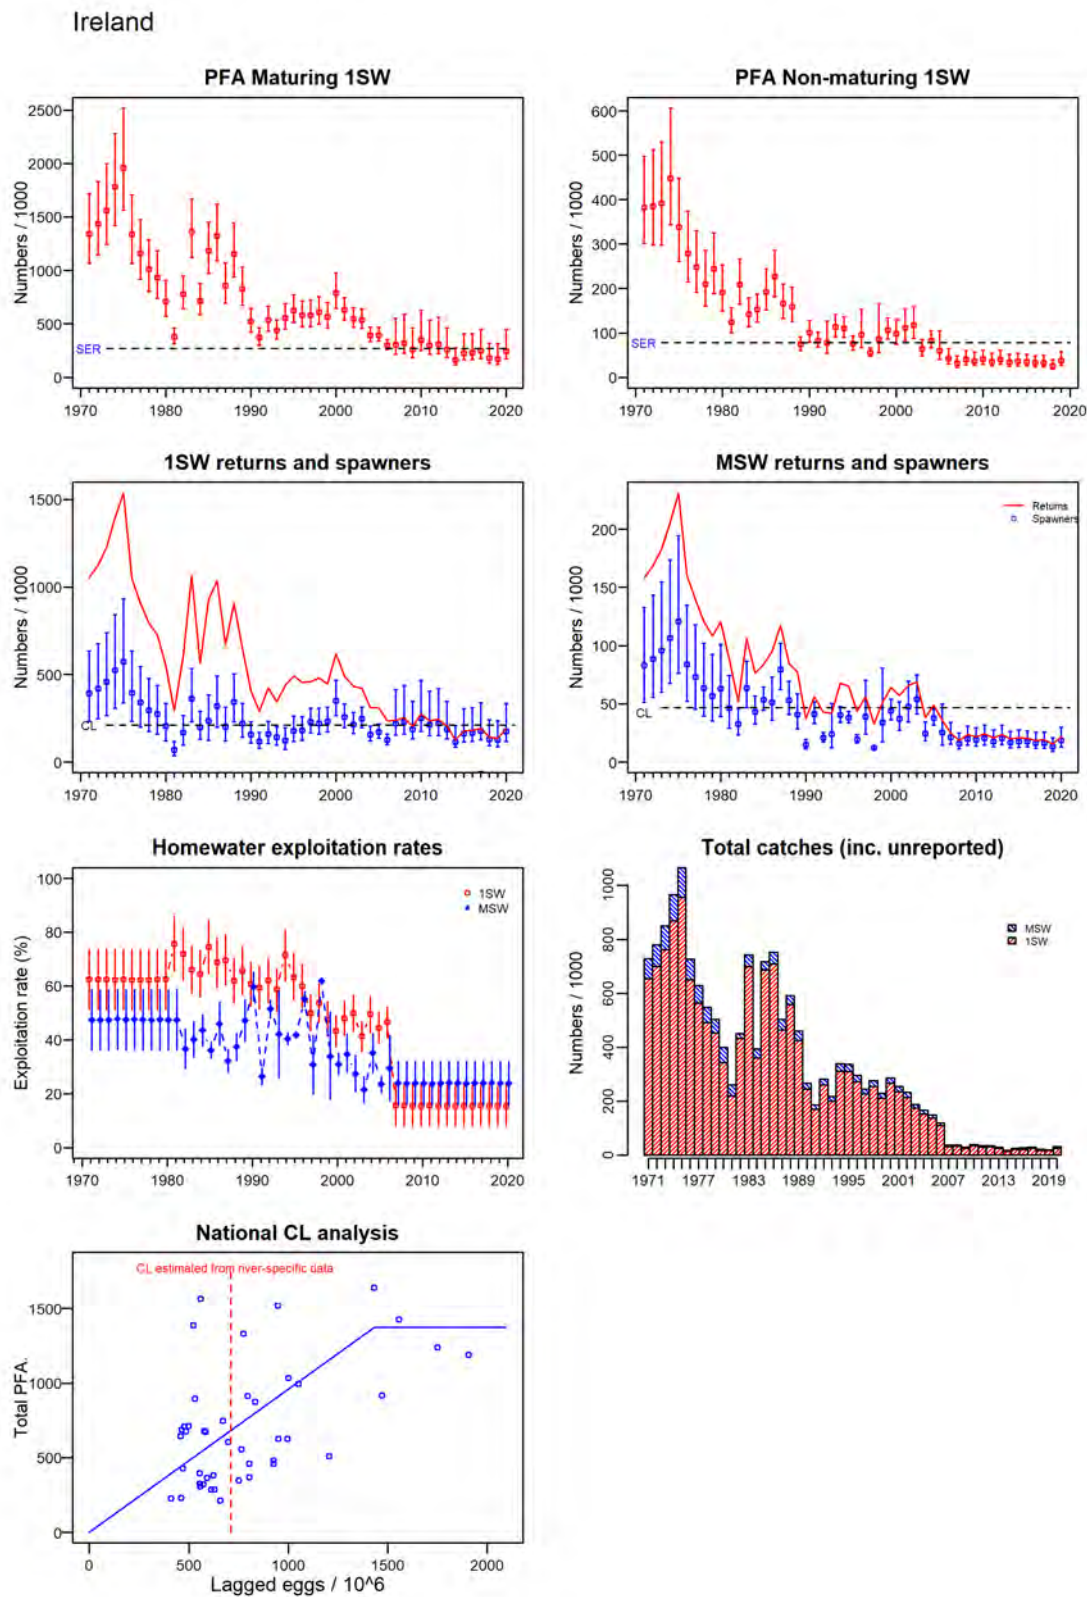 Ireland
PFA Maturing 1SW
Numbers / 1000
2500
2000
1500
1000
500
0
SER
1970 1980 1990 2000 2010 2020
PFA Non-maturing 1SW
Numbers / 1000
600
500
400
300
200
100
0
SER
1970 1980 1990 2000 2010 2020
1SW returns and spawners
Numbers / 1000
1500
1000
500
0
CL
1970 1980 1990 2000 2010 2020
MSW returns and spawners
Numbers / 1000
200
150
100
50
0
CL
Returns
Spawners
1970 1980 1990 2000 2010 2020
Homewater exploitation rates
Exploitation rate (%)
100
80
60
40
20
0
1SW
MSW
1970 1980 1990 2000 2010 2020
Total catches (inc. unreported)
Numbers / 1000
1000
800
600
400
200
0
MSW
1SW
1971 1977 1983 1989 1995 2001 2007 2013 2019
National CL analysis
CL estimated from river-specific data
Total PFA.
1500
1000
500
0
0 500 1000 1500 2000
Lagged eggs / 10^6